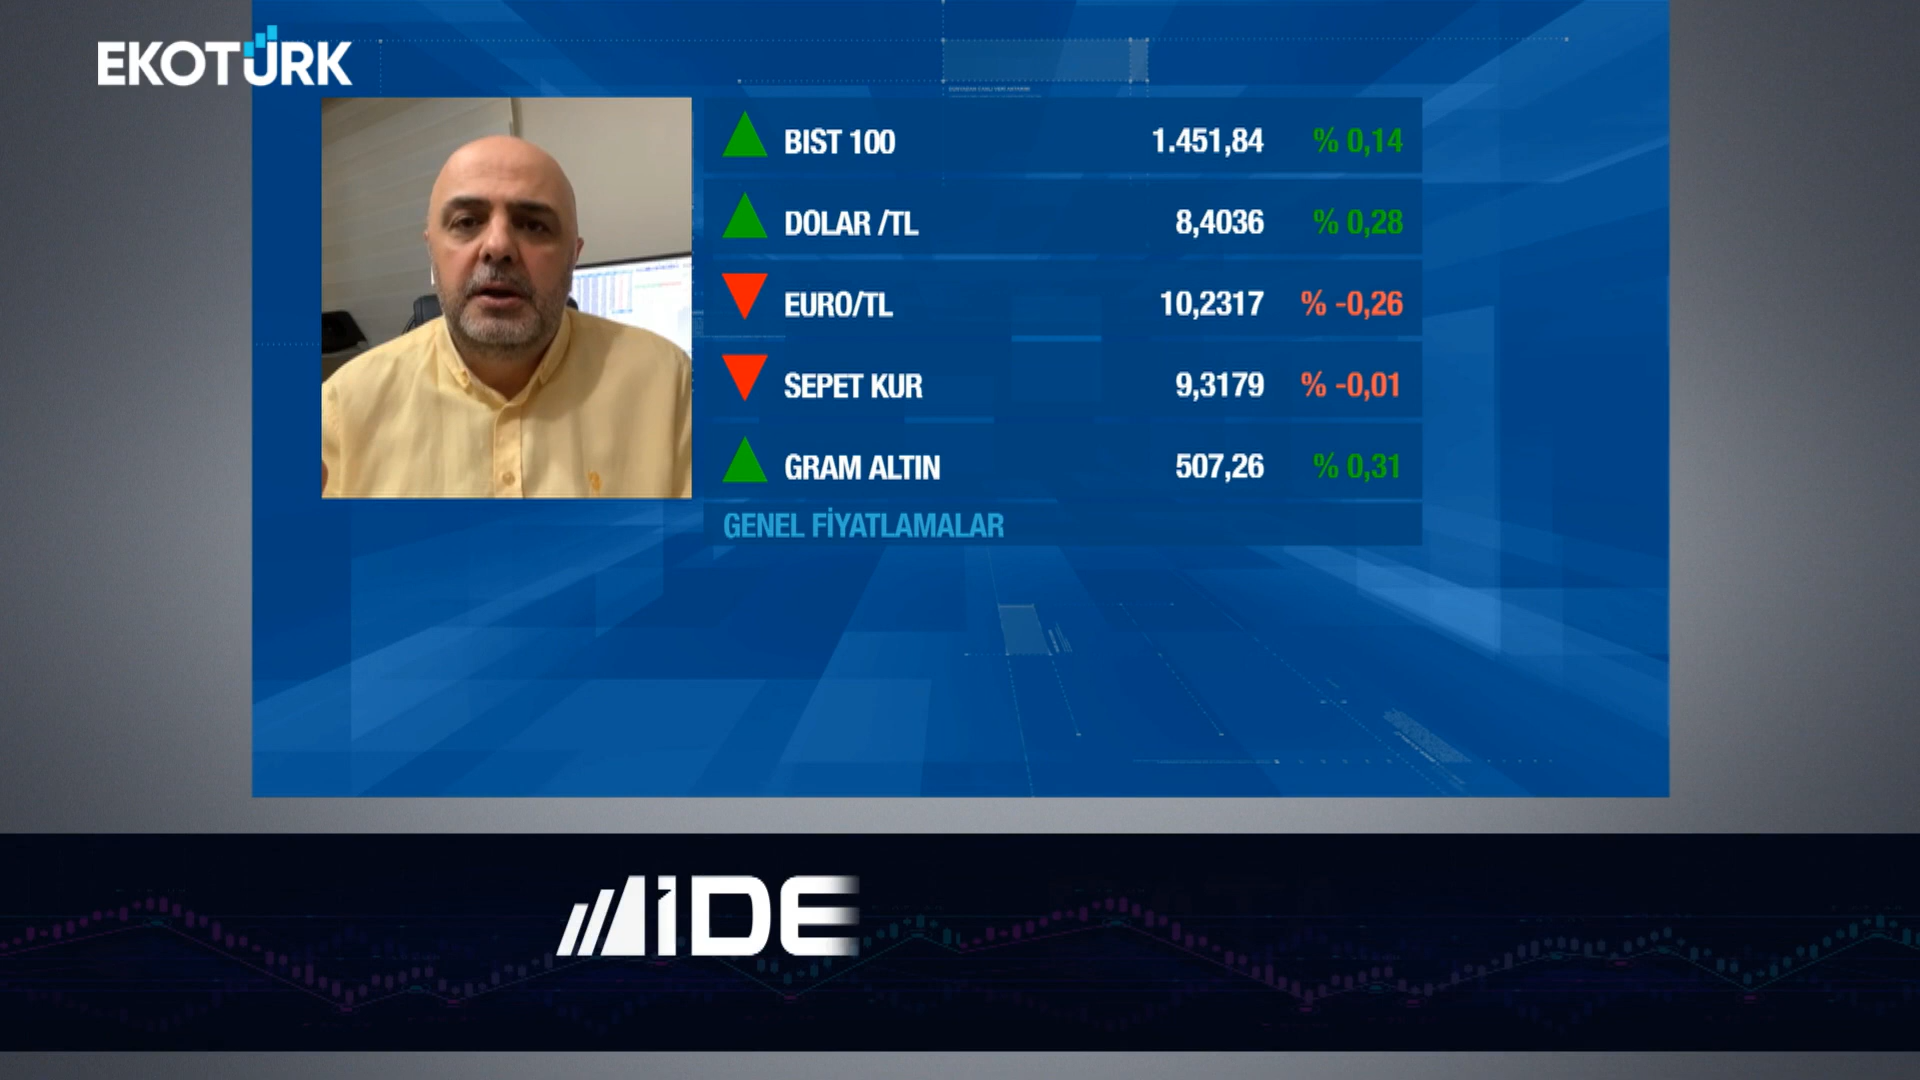 EKOTÜRK
BIST 100 1.451,84 % 0,14
DOLAR /TL 8,4036 % 0,28
EURO/TL 10,2317 % -0,26
SEPET KUR 9,3179 % -0,01
GRAM ALTIN 507,26 % 0,31
GENEL FİYATLAMALAR
IDE